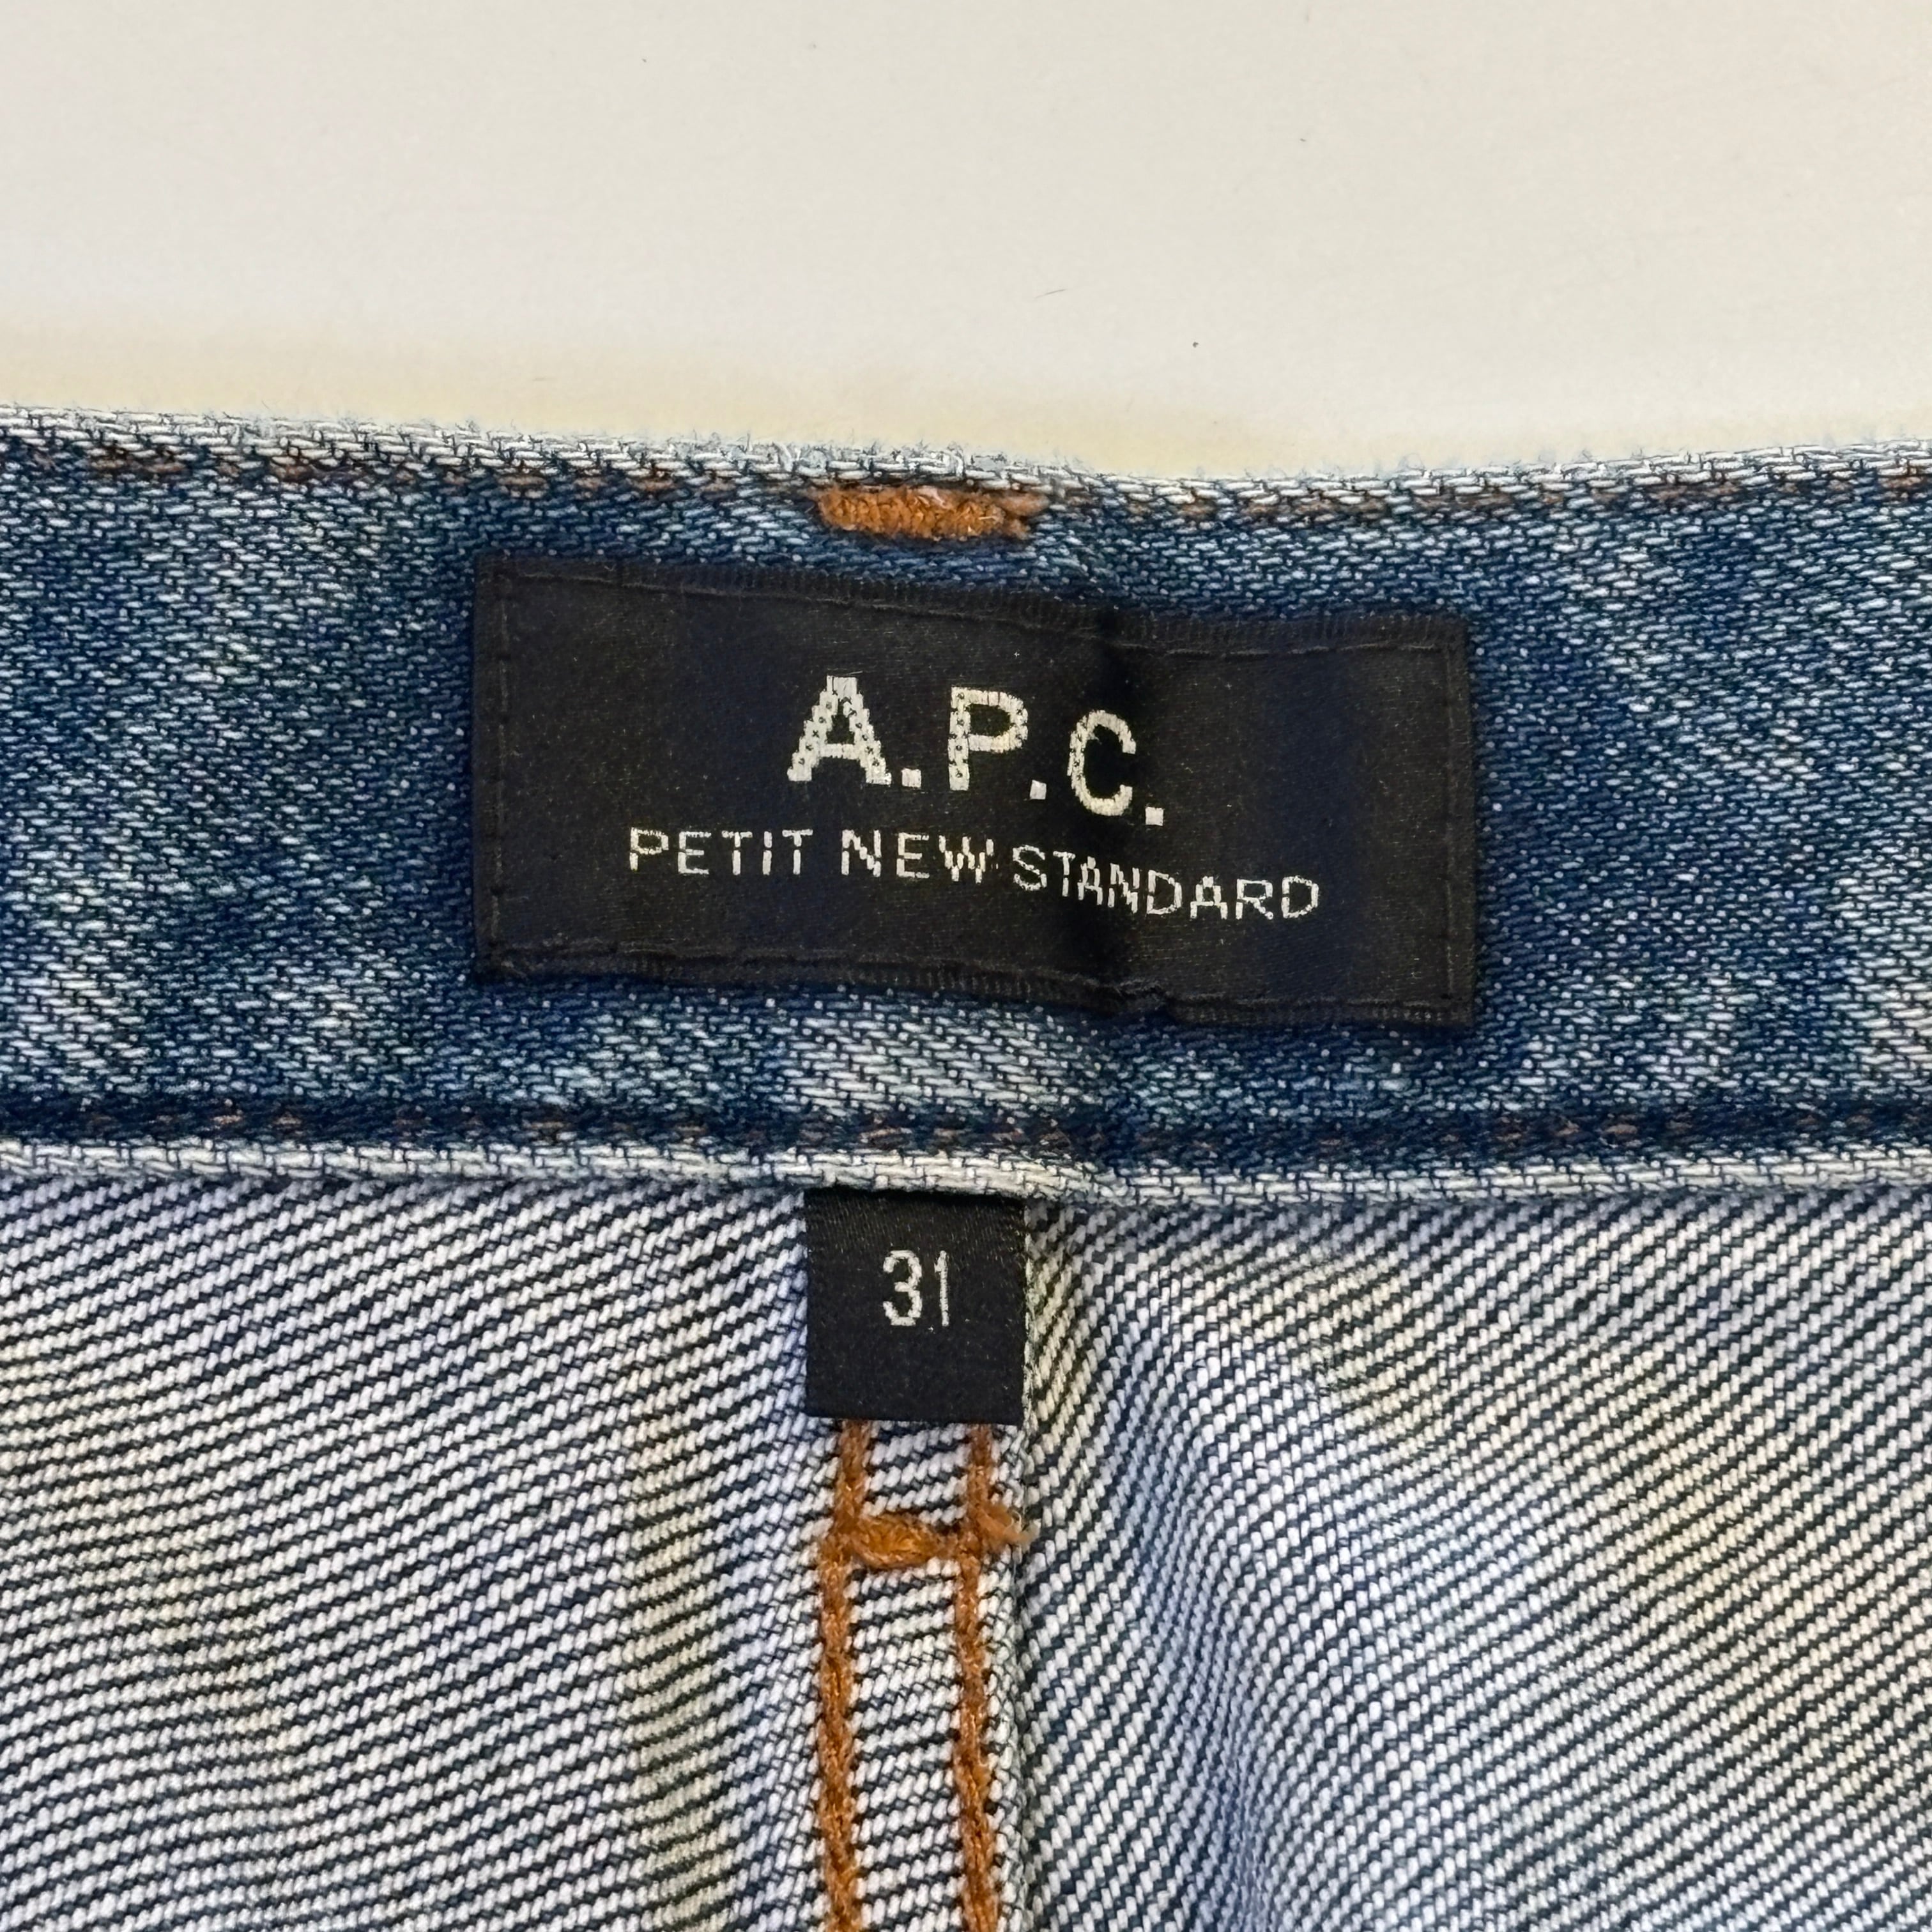 A.P.C.
PETIT NEW STANDARD
31